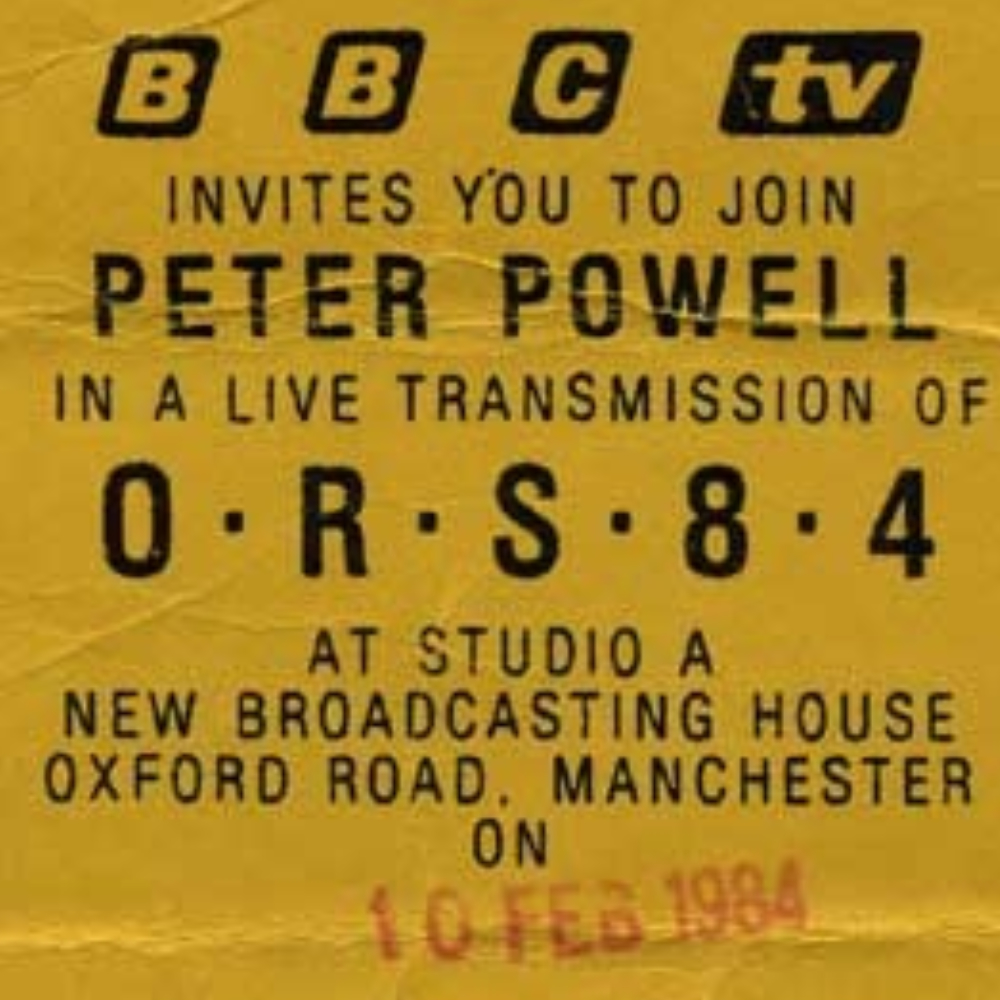 BBC tv
INVITES YOU TO JOIN
PETER POWELL
IN A LIVE TRANSMISSION OF
O·R·S·8·4
AT STUDIO A
NEW BROADCASTING HOUSE
OXFORD ROAD, MANCHESTER
ON
10 FEB 1984